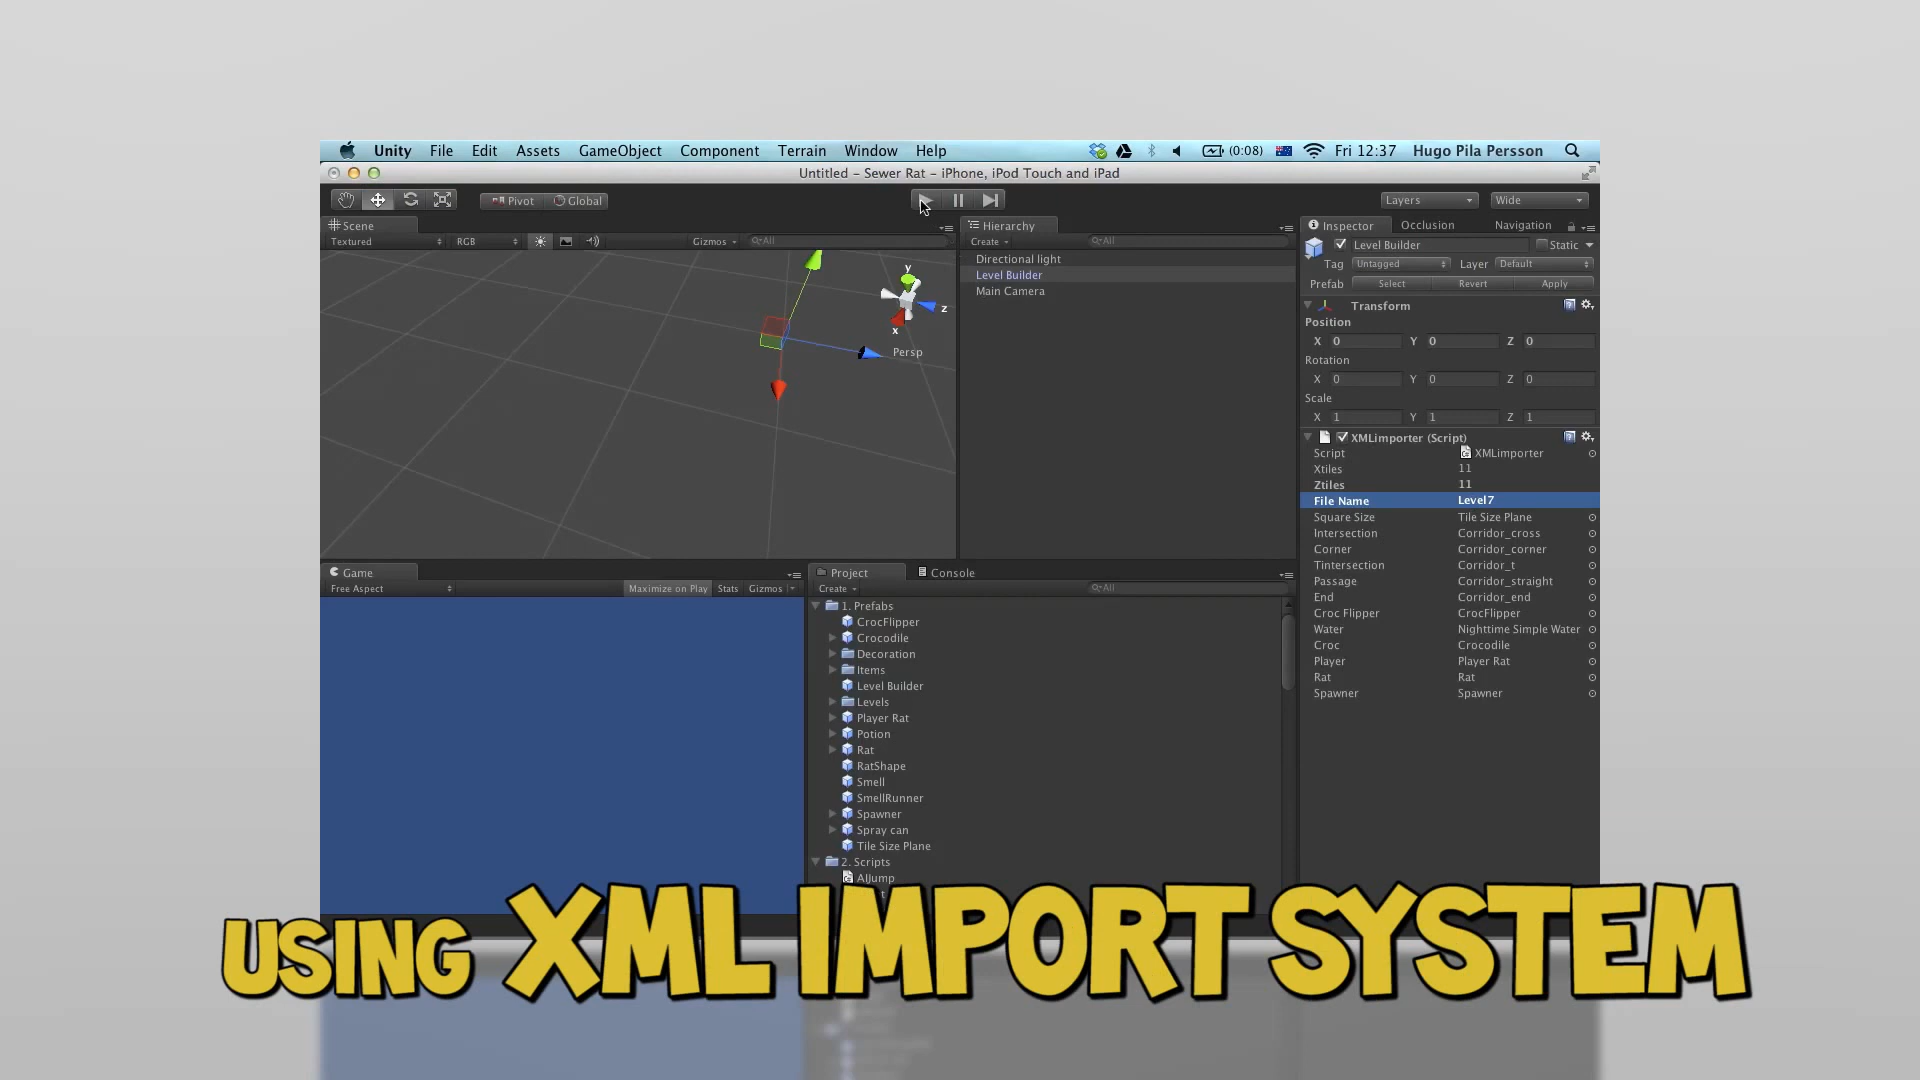 Unity File Edit Assets GameObject Component Terrain Window Help (0:08) Fri 12:37 Hugo Pila Persson
Untitled - Sewer Rat - iPhone, iPod Touch and iPad
Pivot Global Layers Wide
Scene
Textured RGB Gizmos All
y
z
x
Persp
Hierarchy
Create All
Directional light
Level Builder
Main Camera
Inspector Occlusion Navigation
Level Builder Static
Tag Untagged Layer Default
Prefab Select Revert Apply
Transform
Position
X 0 Y 0 Z 0
Rotation
X 0 Y 0 Z 0
Scale
X 1 Y 1 Z 1
XMLimporter (Script)
Script XMLimporter
Xtiles 11
Ztiles 11
File Name Level7
Square Size Tile Size Plane
Intersection Corridor_cross
Corner Corridor_corner
Tintersection Corridor_t
Passage Corridor_straight
End Corridor_end
Croc Flipper CrocFlipper
Water Nighttime Simple Water
Croc Crocodile
Player Player Rat
Rat Rat
Spawner Spawner
Game
Free Aspect Maximize on Play Stats Gizmos
Project Console
Create All
1. Prefabs
CrocFlipper
Crocodile
Decoration
Items
Level Builder
Levels
Player Rat
Potion
Rat
RatShape
Smell
SmellRunner
Spawner
Spray can
Tile Size Plane
2. Scripts
AIJump
USING XML IMPORT SYSTEM